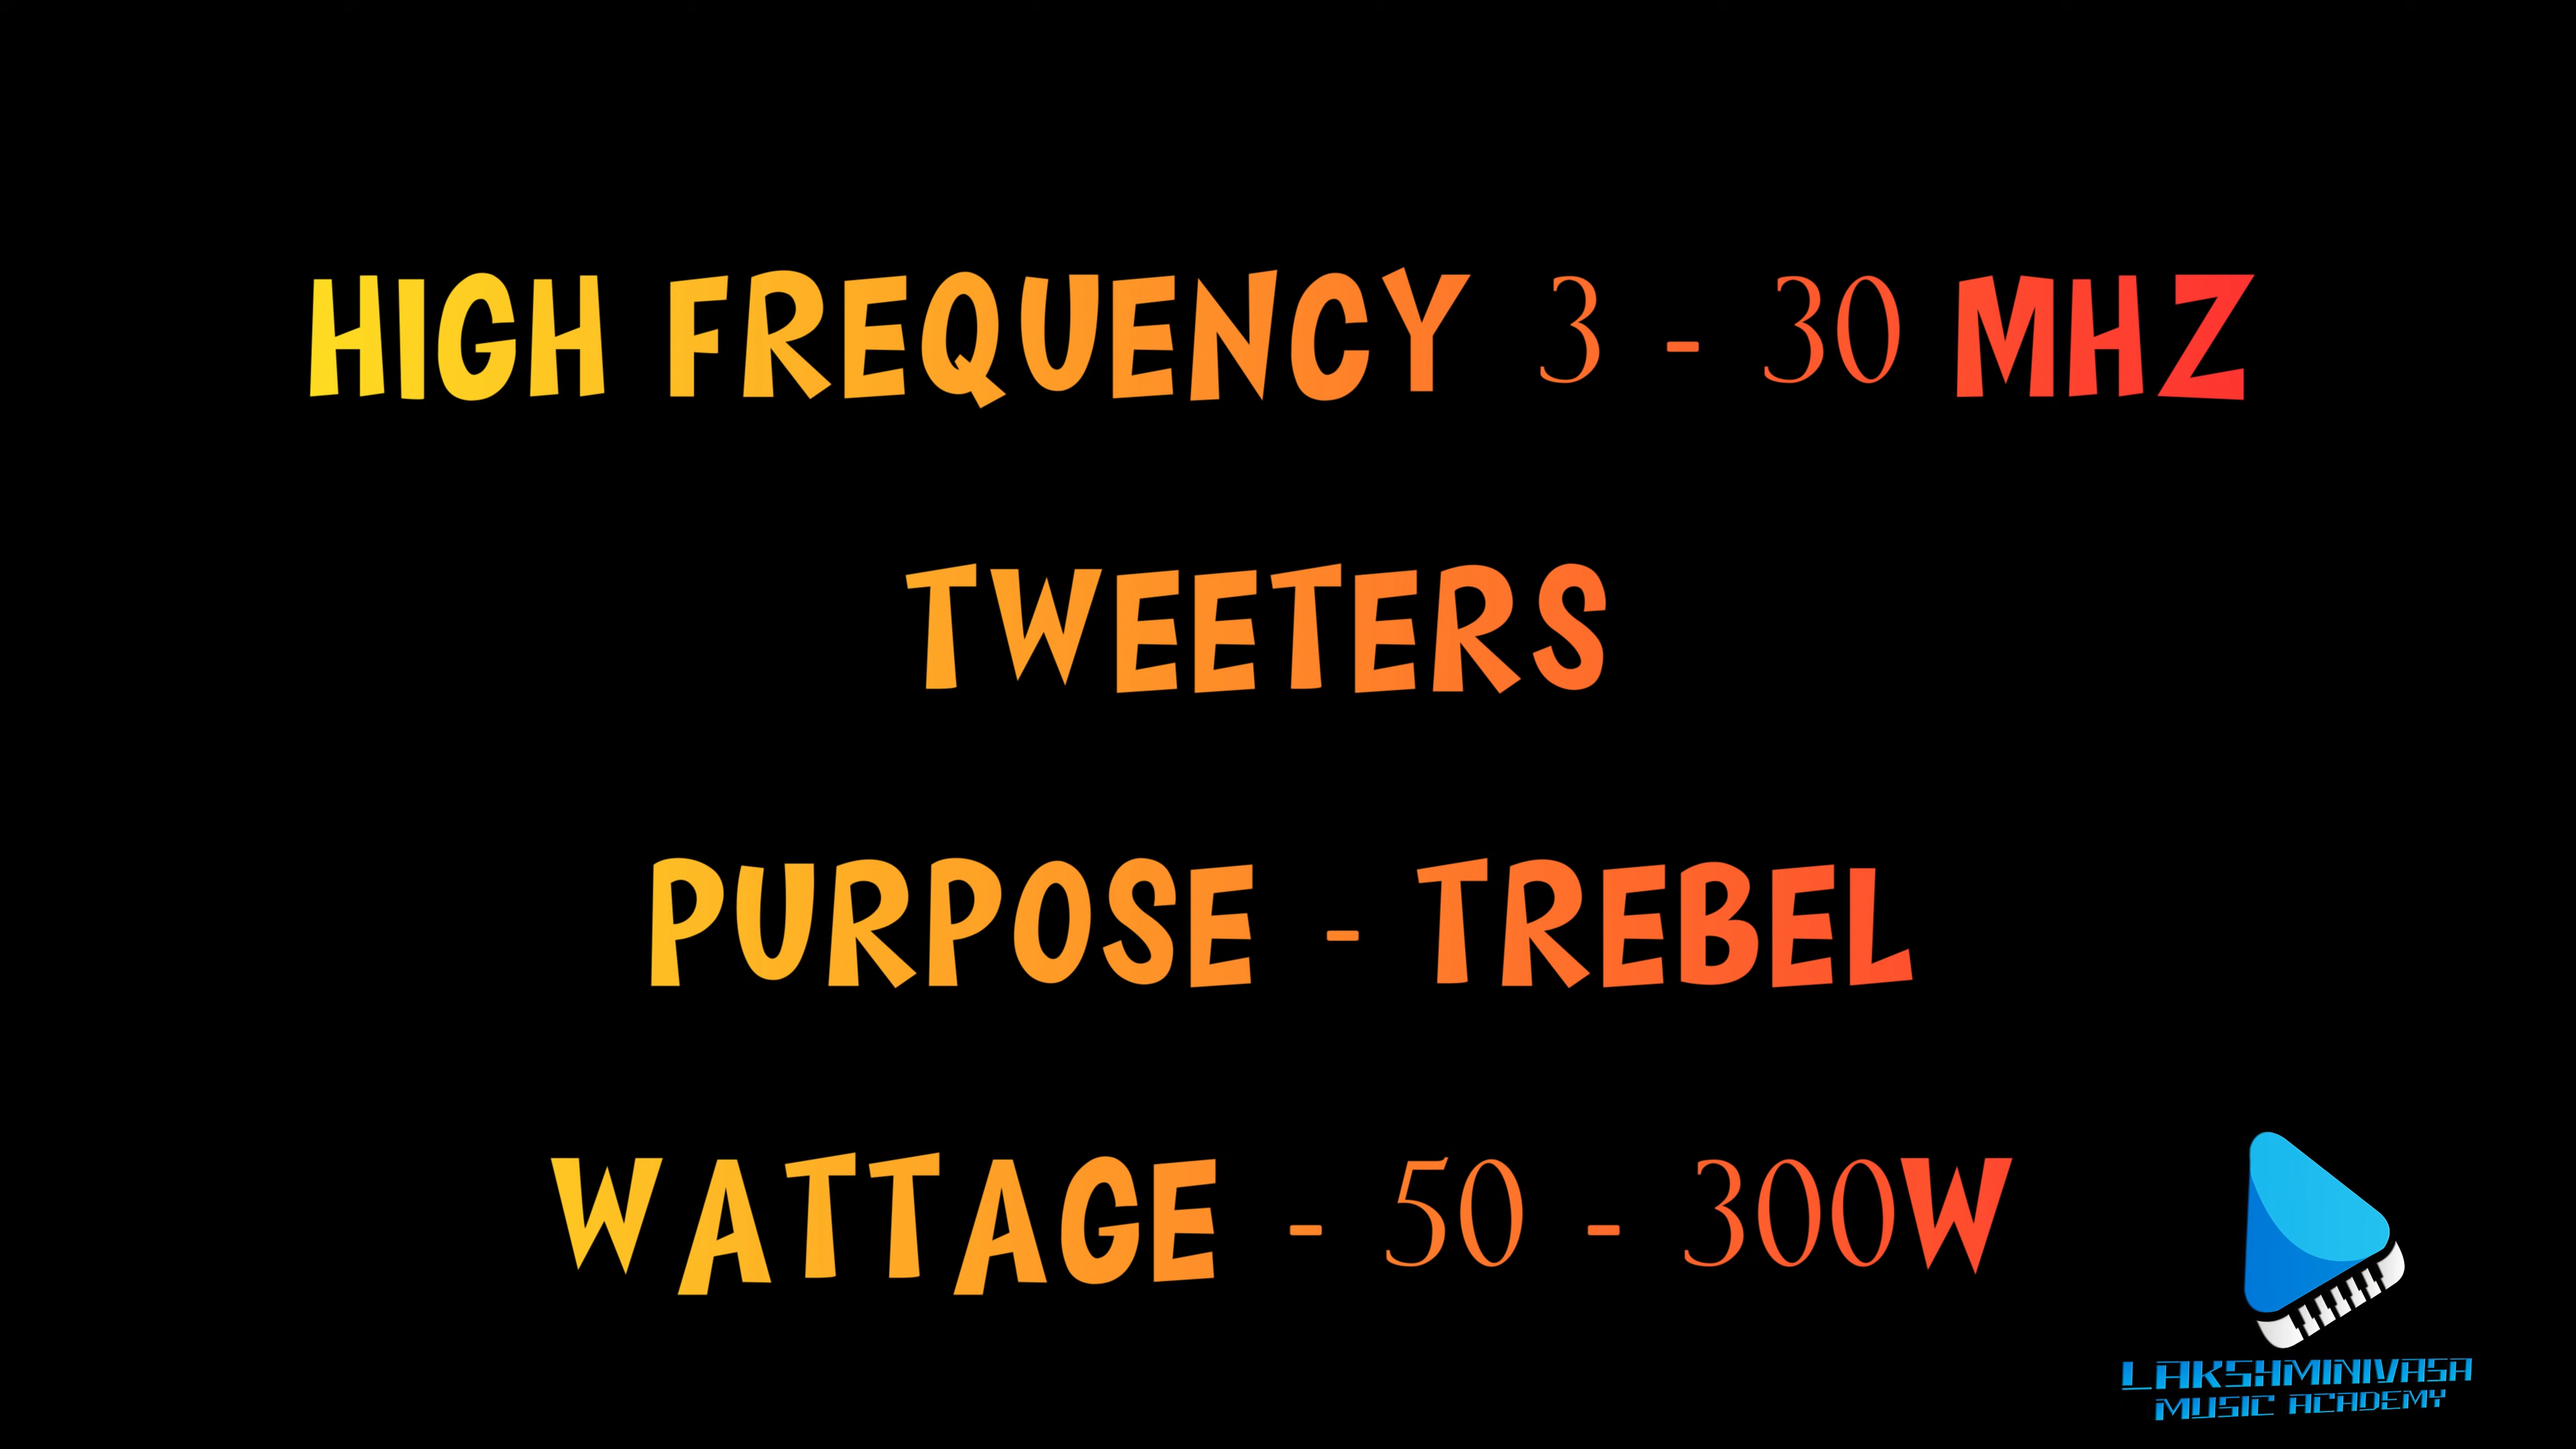 HIGH FREQUENCY 3 - 30 MHZ
TWEETERS
PURPOSE - TREBEL
WATTAGE - 50 - 300W
LAKSHMINIVASA
MUSIC ACADEMY